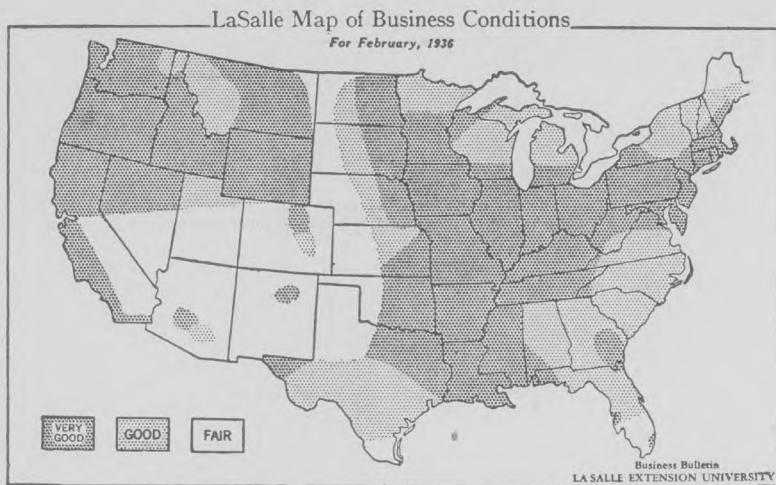 LaSalle Map of Business Conditions
For February, 1936
VERY
GOOD
GOOD
FAIR
Business Bulletin
LA SALLE EXTENSION UNIVERSITY